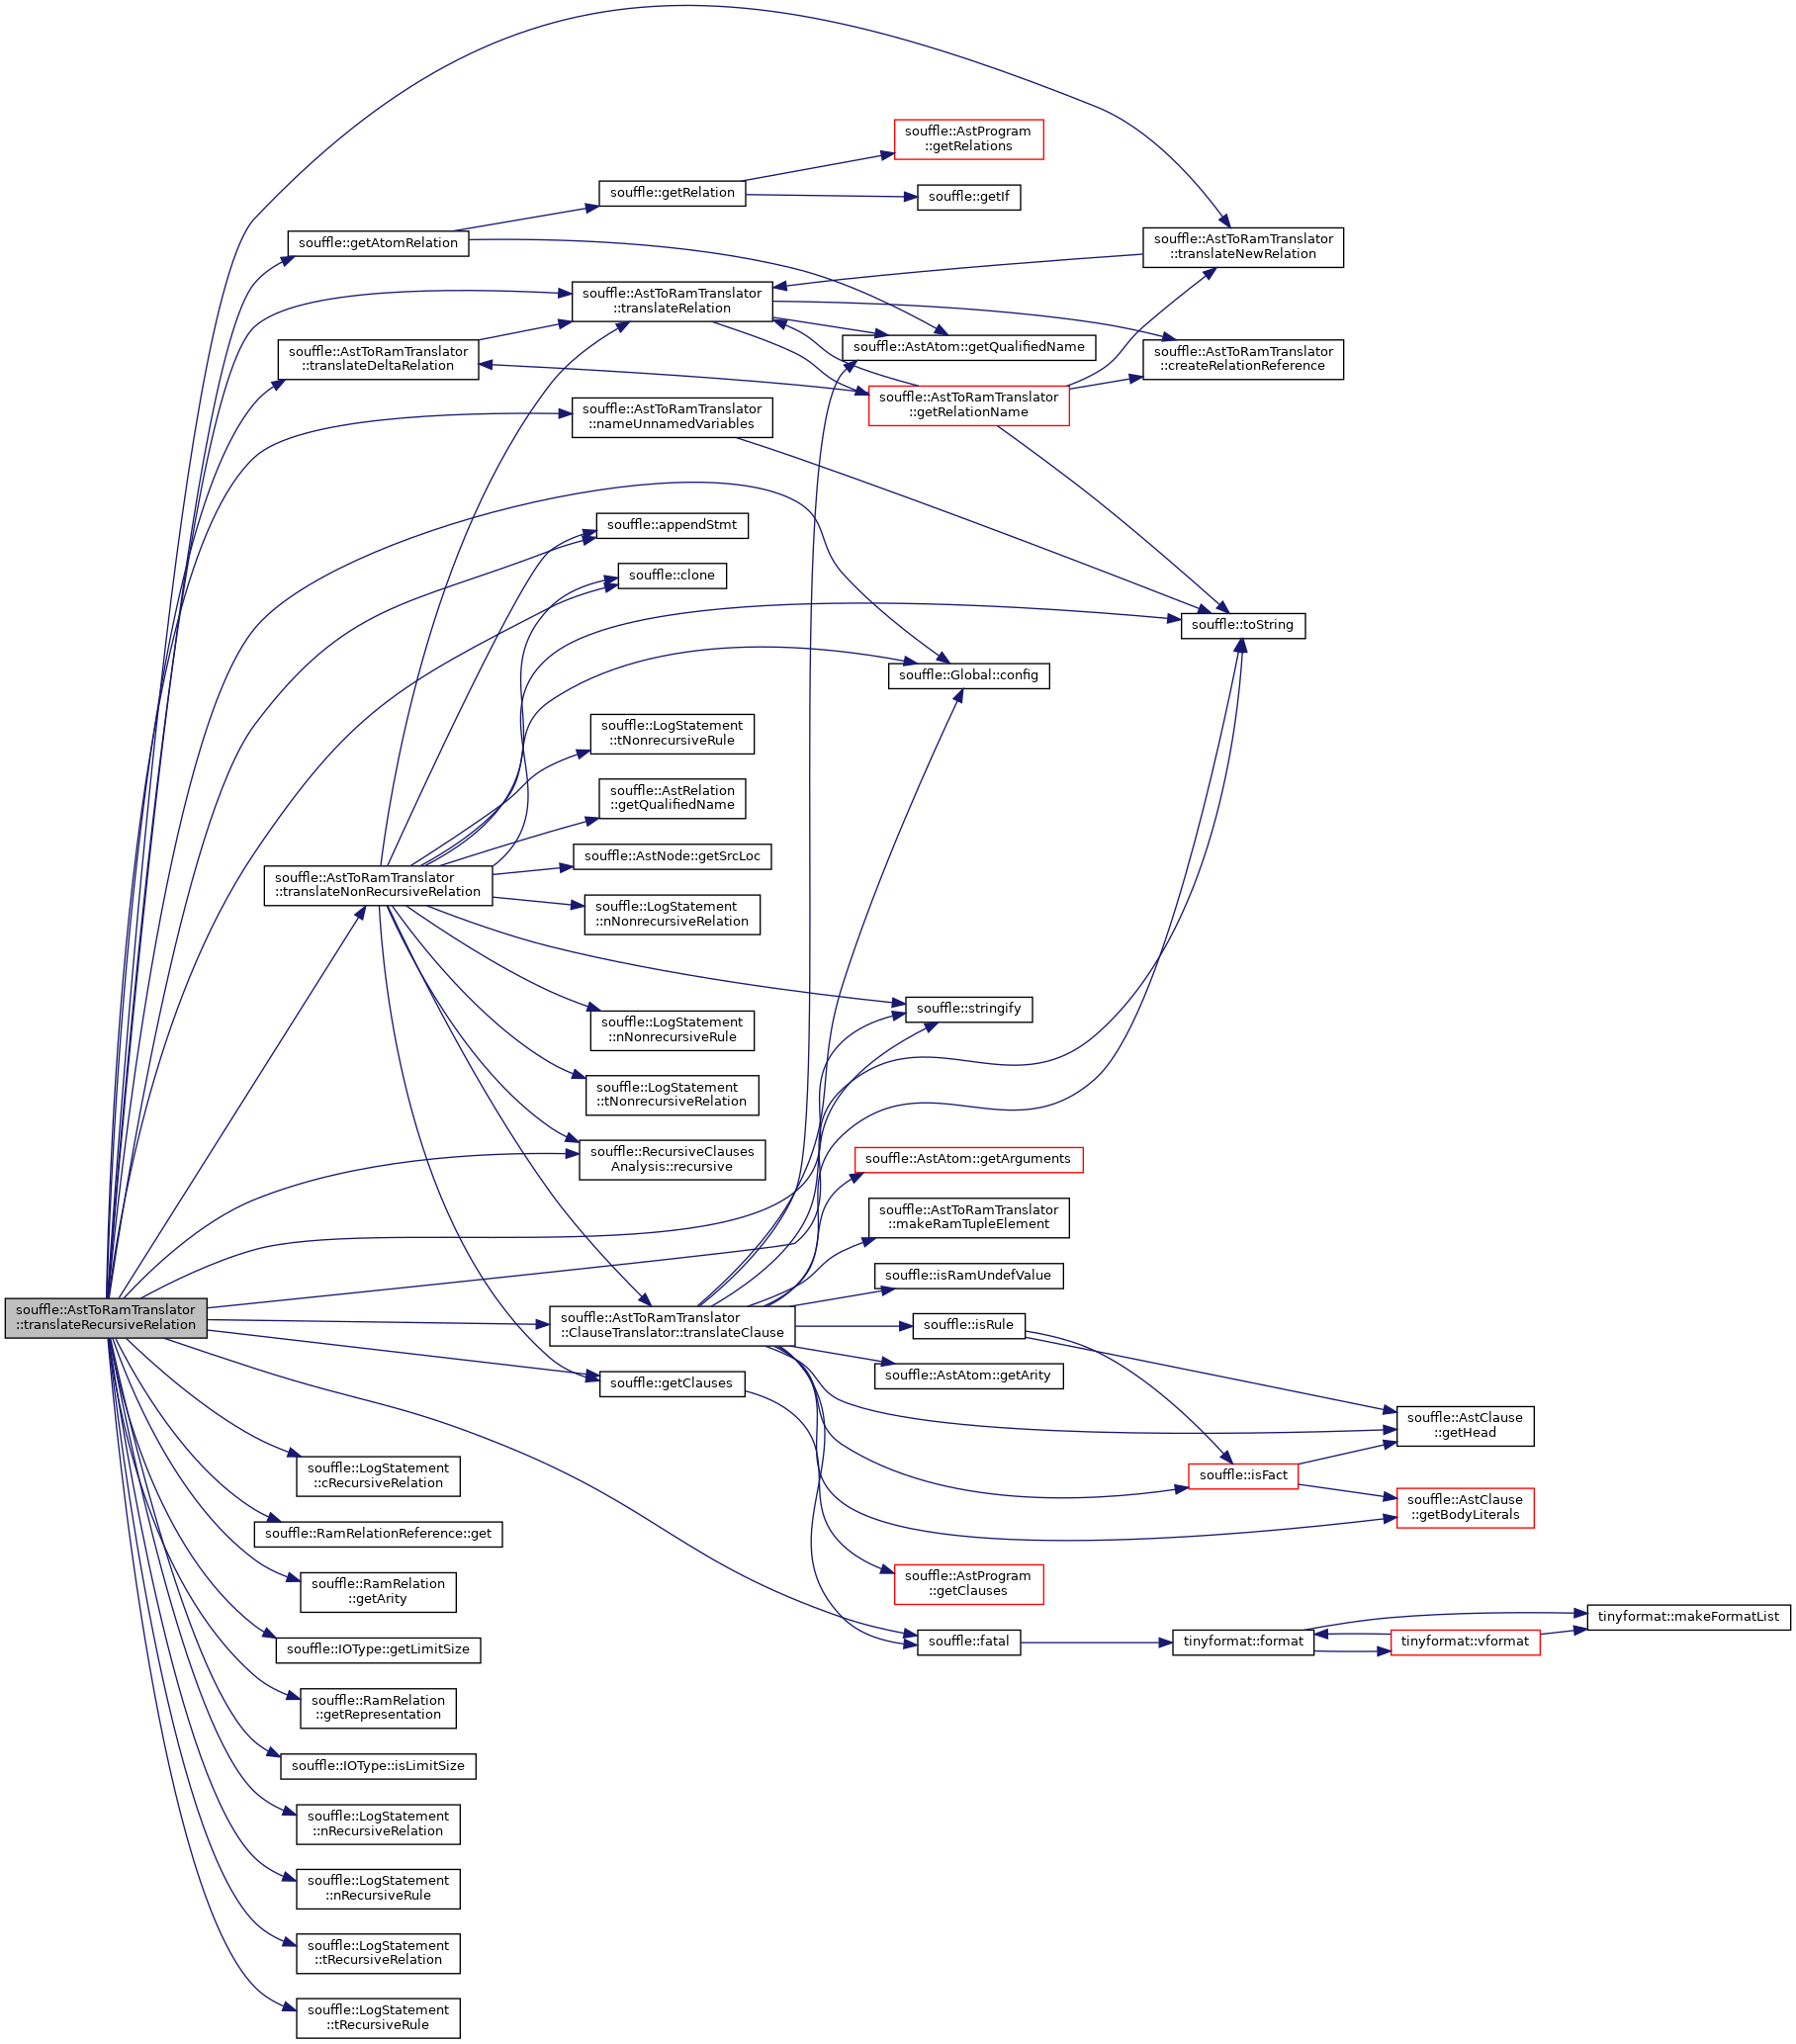 souffle::AstProgram
::getRelations
souffle::getRelation
souffle::getIf
souffle::getAtomRelation
souffle::AstToRamTranslator
::translateNewRelation
souffle::AstToRamTranslator
::translateRelation
souffle::AstAtom::getQualifiedName
souffle::AstToRamTranslator
::translateDeltaRelation
souffle::AstToRamTranslator
::createRelationReference
souffle::AstToRamTranslator
::getRelationName
souffle::AstToRamTranslator
::nameUnnamedVariables
souffle::appendStmt
souffle::clone
souffle::toString
souffle::Global::config
souffle::LogStatement
::tNonrecursiveRule
souffle::AstRelation
::getQualifiedName
souffle::AstNode::getSrcLoc
souffle::AstToRamTranslator
::translateNonRecursiveRelation
souffle::LogStatement
::nNonrecursiveRelation
souffle::stringify
souffle::LogStatement
::nNonrecursiveRule
souffle::LogStatement
::tNonrecursiveRelation
souffle::RecursiveClauses
Analysis::recursive
souffle::AstAtom::getArguments
souffle::AstToRamTranslator
::makeRamTupleElement
souffle::isRamUndefValue
souffle::AstToRamTranslator
::translateRecursiveRelation
souffle::AstToRamTranslator
::ClauseTranslator::translateClause
souffle::isRule
souffle::AstAtom::getArity
souffle::getClauses
souffle::AstClause
::getHead
souffle::LogStatement
::cRecursiveRelation
souffle::isFact
souffle::AstClause
::getBodyLiterals
souffle::RamRelationReference::get
souffle::RamRelation
::getArity
souffle::AstProgram
::getClauses
souffle::IOType::getLimitSize
souffle::fatal
tinyformat::format
tinyformat::vformat
tinyformat::makeFormatList
souffle::RamRelation
::getRepresentation
souffle::IOType::isLimitSize
souffle::LogStatement
::nRecursiveRelation
souffle::LogStatement
::nRecursiveRule
souffle::LogStatement
::tRecursiveRelation
souffle::LogStatement
::tRecursiveRule